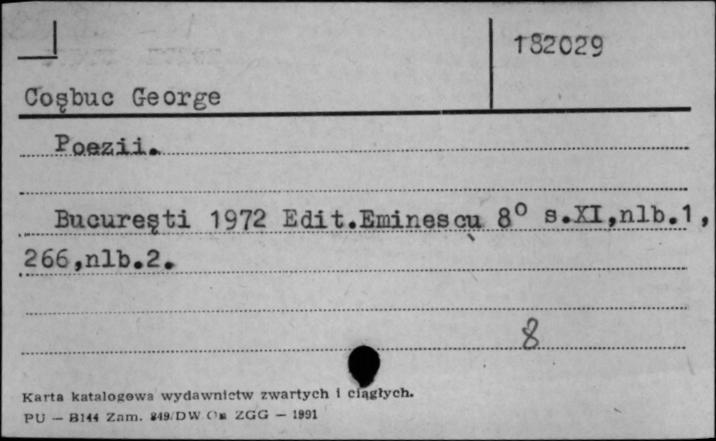 182029
Coşbuc George
Poezii.
Bucureşti 1972 Edit.Eminescu 8° s.XI,nlb.1,
266,nlb.2.
8
Karta katalogowa wydawnictw zwartych i ciągłych.
PU — B144 Zam. 849/DW ZGG — 1991